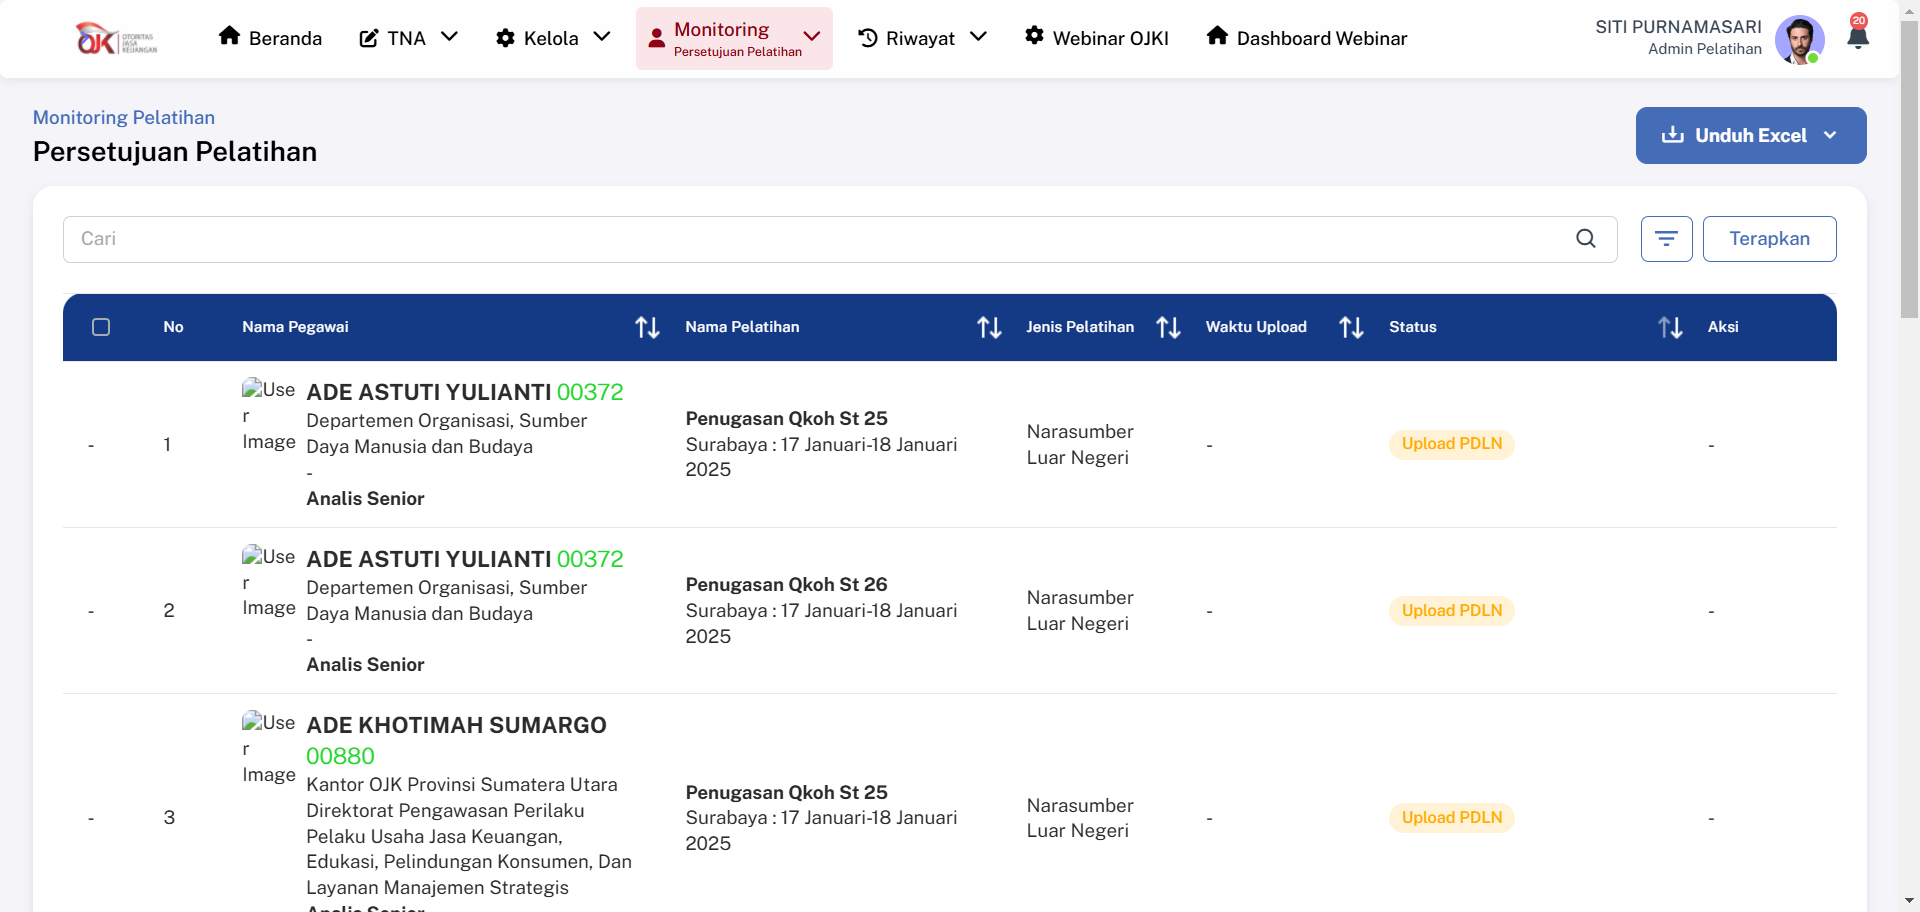 OJK OTORITAS JASA KEUANGAN
Beranda
TNA
Kelola
Monitoring
Persetujuan Pelatihan
Riwayat
Webinar OJKI
Dashboard Webinar
SITI PURNAMASARI
Admin Pelatihan
20
Monitoring Pelatihan
Persetujuan Pelatihan
Unduh Excel
Cari
Terapkan
No
Nama Pegawai
Nama Pelatihan
Jenis Pelatihan
Waktu Upload
Status
Aksi
-
1
Use
r
Image
ADE ASTUTI YULIANTI 00372
Departemen Organisasi, Sumber
Daya Manusia dan Budaya
-
Analis Senior
Penugasan Qkoh St 25
Surabaya : 17 Januari-18 Januari
2025
Narasumber
Luar Negeri
-
Upload PDLN
-
-
2
Use
r
Image
ADE ASTUTI YULIANTI 00372
Departemen Organisasi, Sumber
Daya Manusia dan Budaya
-
Analis Senior
Penugasan Qkoh St 26
Surabaya : 17 Januari-18 Januari
2025
Narasumber
Luar Negeri
-
Upload PDLN
-
-
3
Use
r
Image
ADE KHOTIMAH SUMARGO
00880
Kantor OJK Provinsi Sumatera Utara
Direktorat Pengawasan Perilaku
Pelaku Usaha Jasa Keuangan,
Edukasi, Pelindungan Konsumen, Dan
Layanan Manajemen Strategis
Analis Senior
Penugasan Qkoh St 25
Surabaya : 17 Januari-18 Januari
2025
Narasumber
Luar Negeri
-
Upload PDLN
-